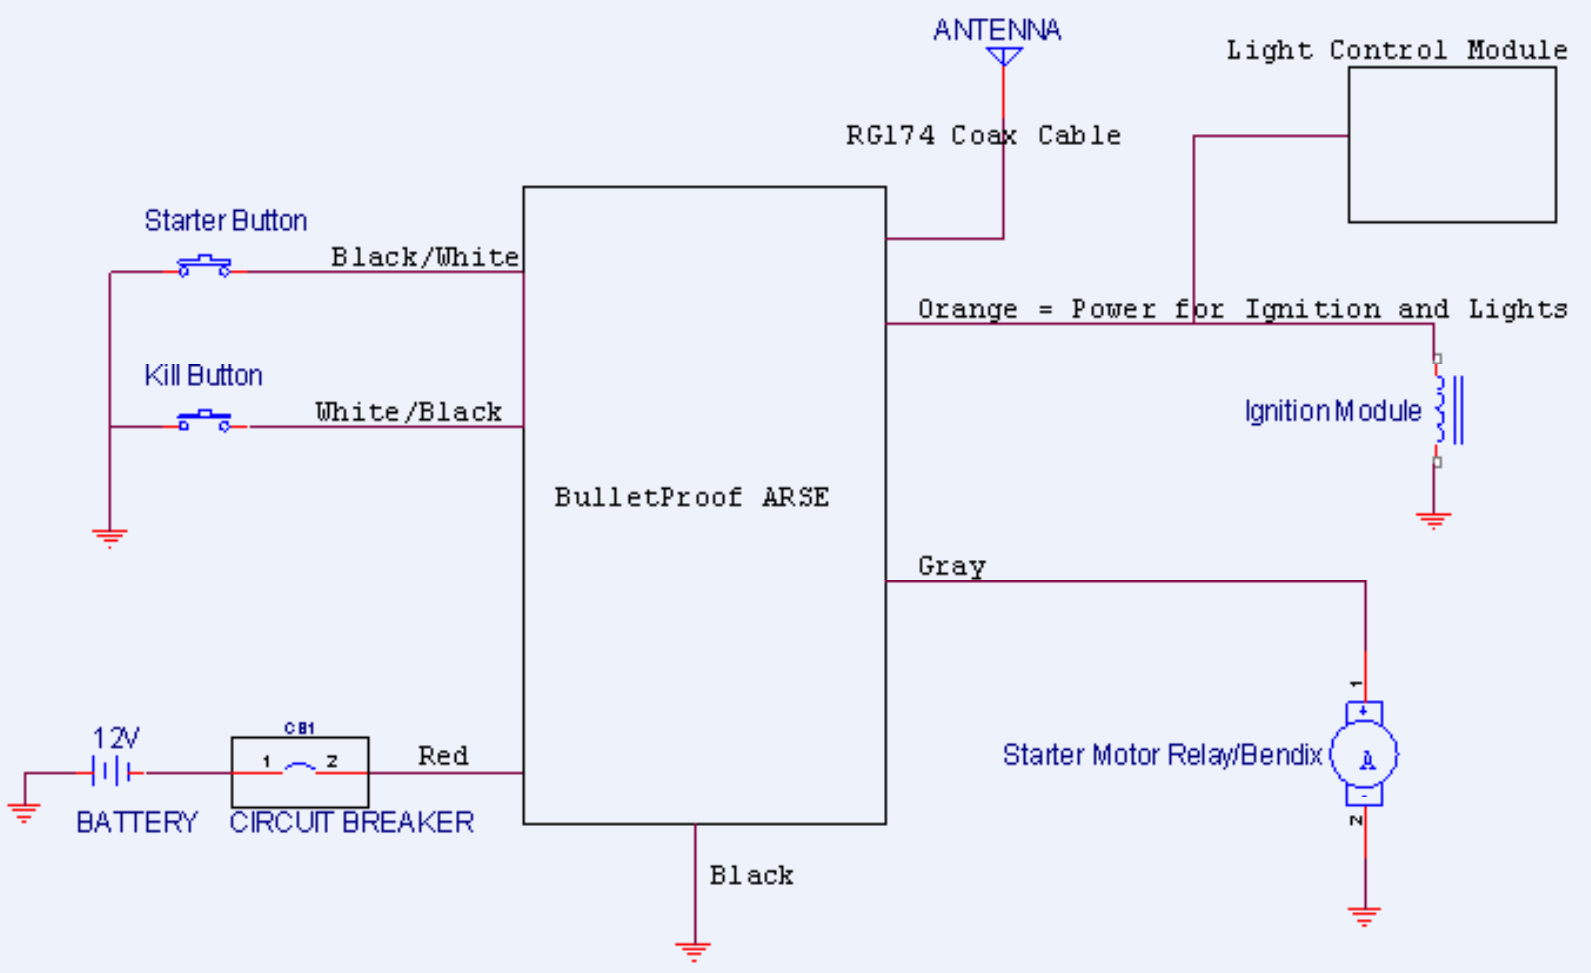 ANTENNA
Light Control Module
RG174 Coax Cable
Starter Button
Black/White
Orange = Power for Ignition and Lights
Kill Button
White/Black
Ignition Module
BulletProof ARSE
Gray
1
+
12V
CB1
1 2
Red
Starter Motor Relay/Bendix
A
-
2
BATTERY
CIRCUIT BREAKER
Black